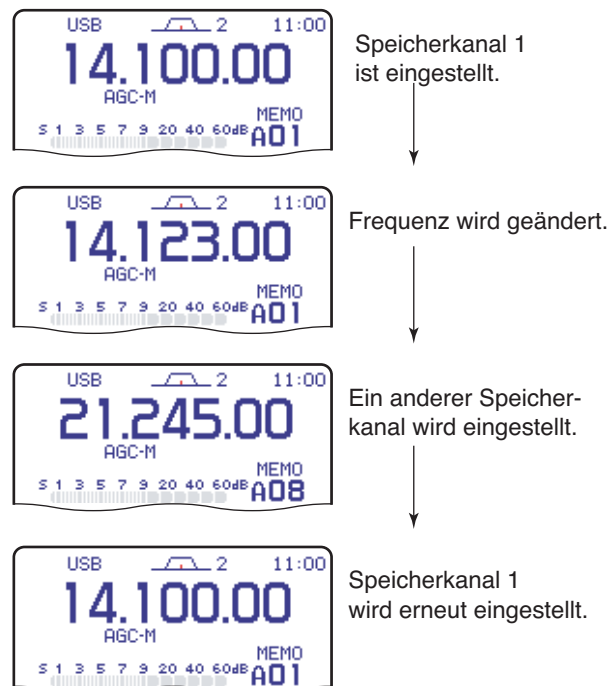 USB 2 11:00
14.100.00
AGC-M
MEMO
S 1 3 5 7 9 20 40 60dB A01
Speicherkanal 1
ist eingestellt.
USB 2 11:00
14.123.00
AGC-M
MEMO
S 1 3 5 7 9 20 40 60dB A01
Frequenz wird geändert.
USB 2 11:00
21.245.00
AGC-M
MEMO
S 1 3 5 7 9 20 40 60dB A08
Ein anderer Speicher-
kanal wird eingestellt.
USB 2 11:00
14.100.00
AGC-M
MEMO
S 1 3 5 7 9 20 40 60dB A01
Speicherkanal 1
wird erneut eingestellt.